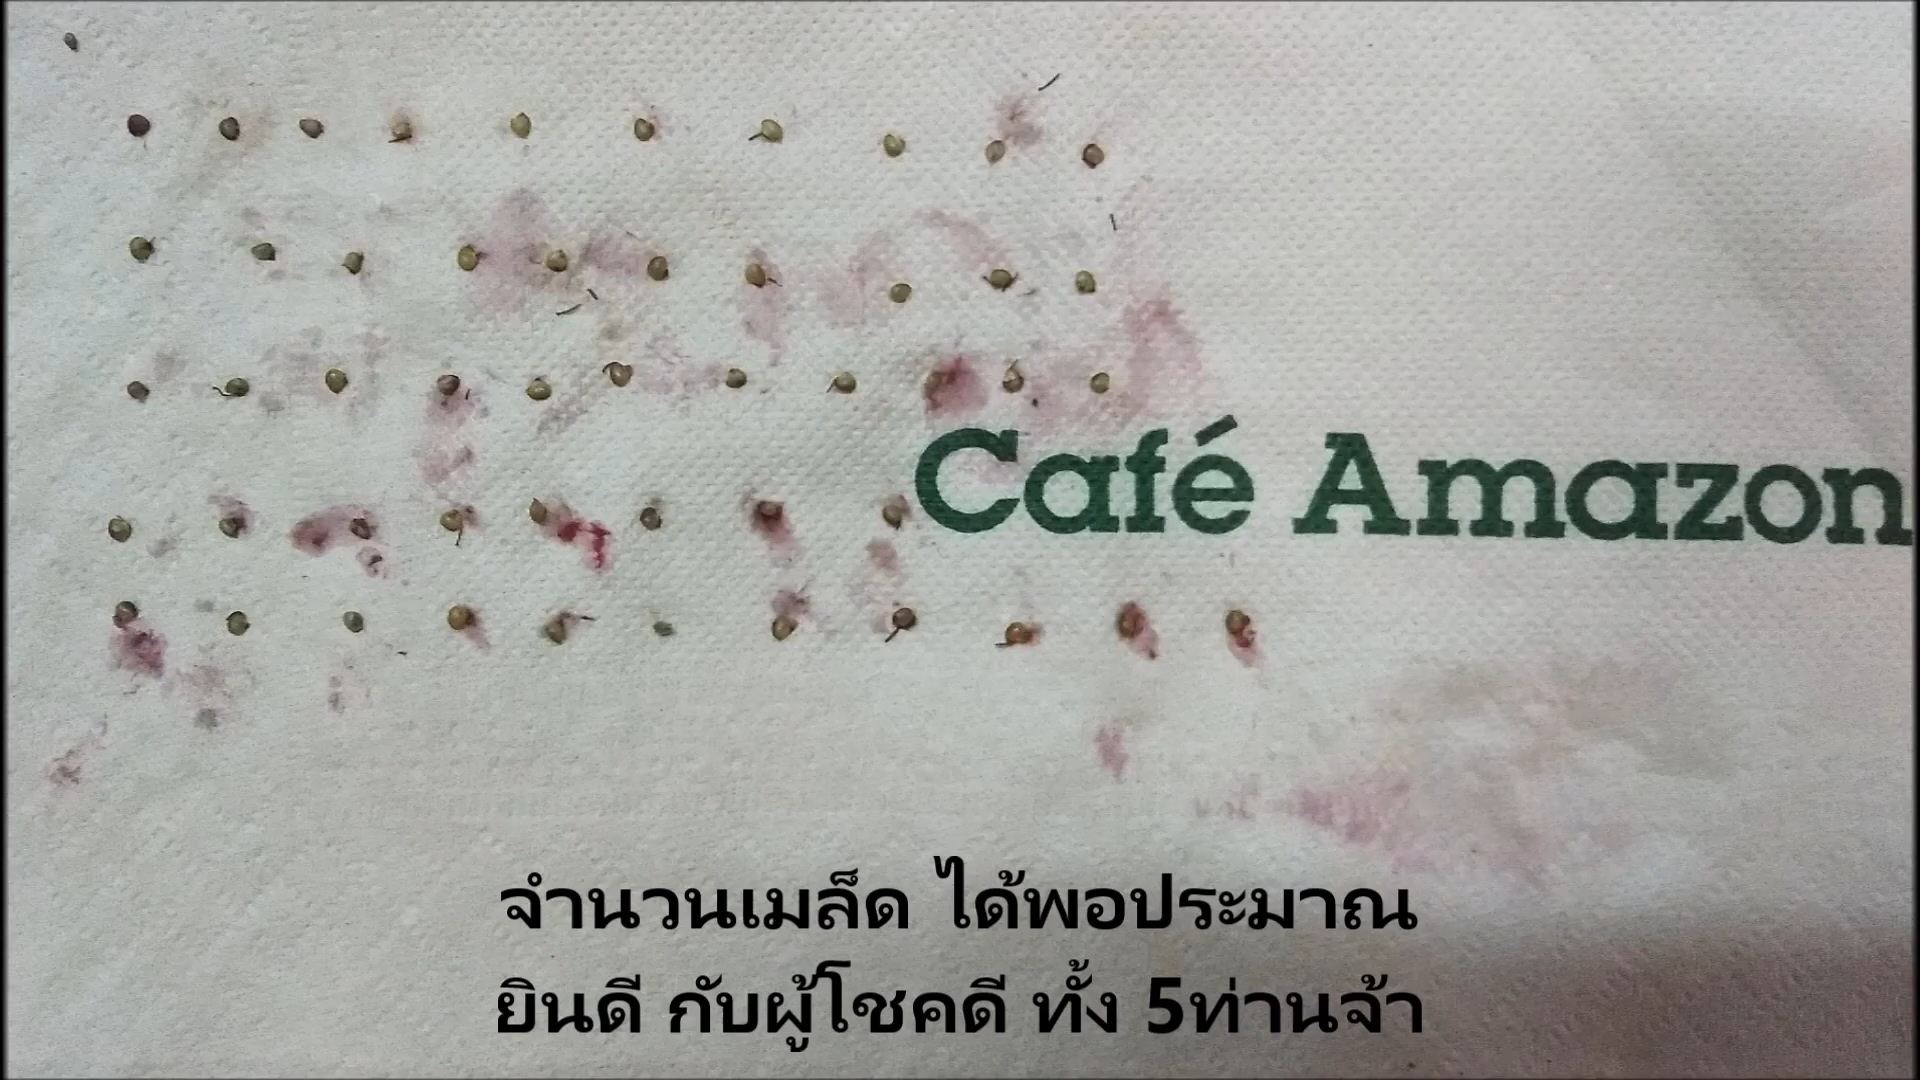 Café Amazon
จำนวนเมล็ด ได้พอประมาณ
ยินดี กับผู้โชคดี ทั้ง 5ท่านจ้า